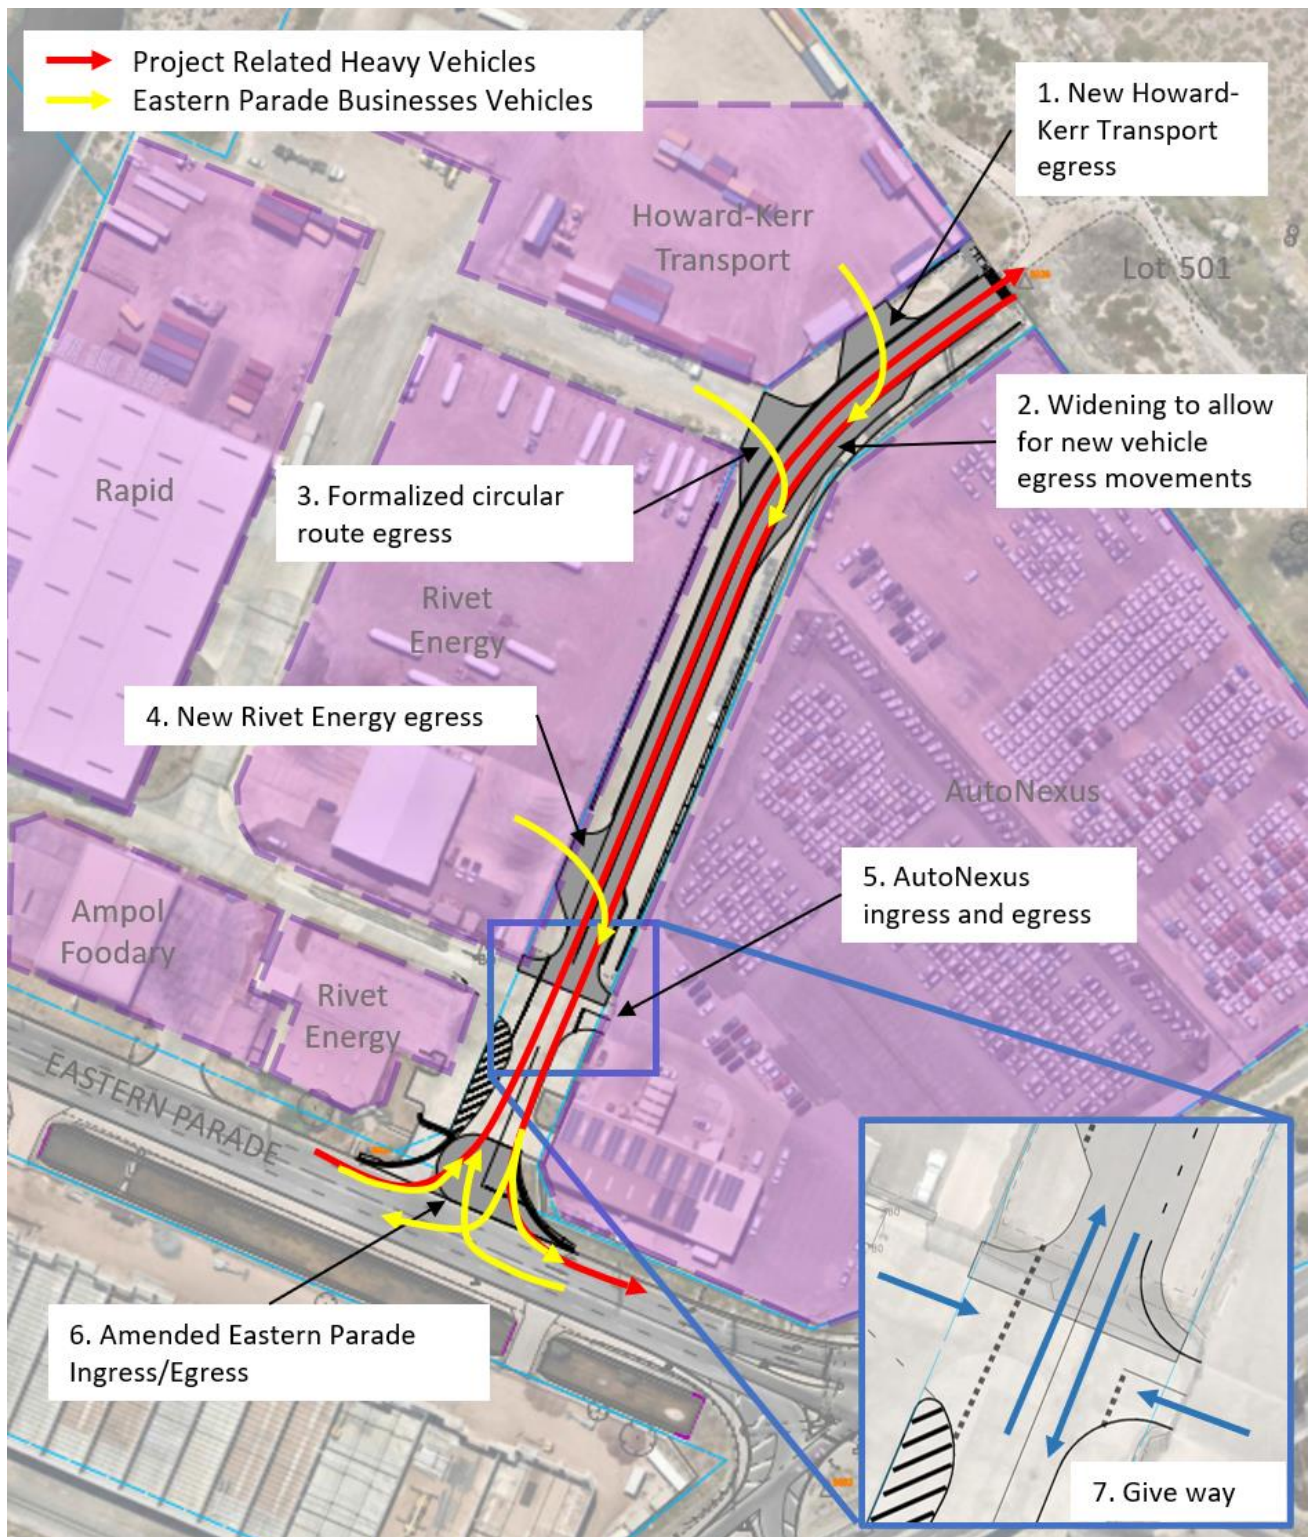 Project Related Heavy Vehicles
Eastern Parade Businesses Vehicles
1. New Howard-
Kerr Transport
egress
Howard-Kerr
Transport
Lot 501
2. Widening to allow
for new vehicle
egress movements
Rapid
3. Formalized circular
route egress
Rivet
Energy
4. New Rivet Energy egress
AutoNexus
5. AutoNexus
ingress and egress
Ampol
Foodary
Rivet
Energy
EASTERN PARADE
6. Amended Eastern Parade
Ingress/Egress
7. Give way